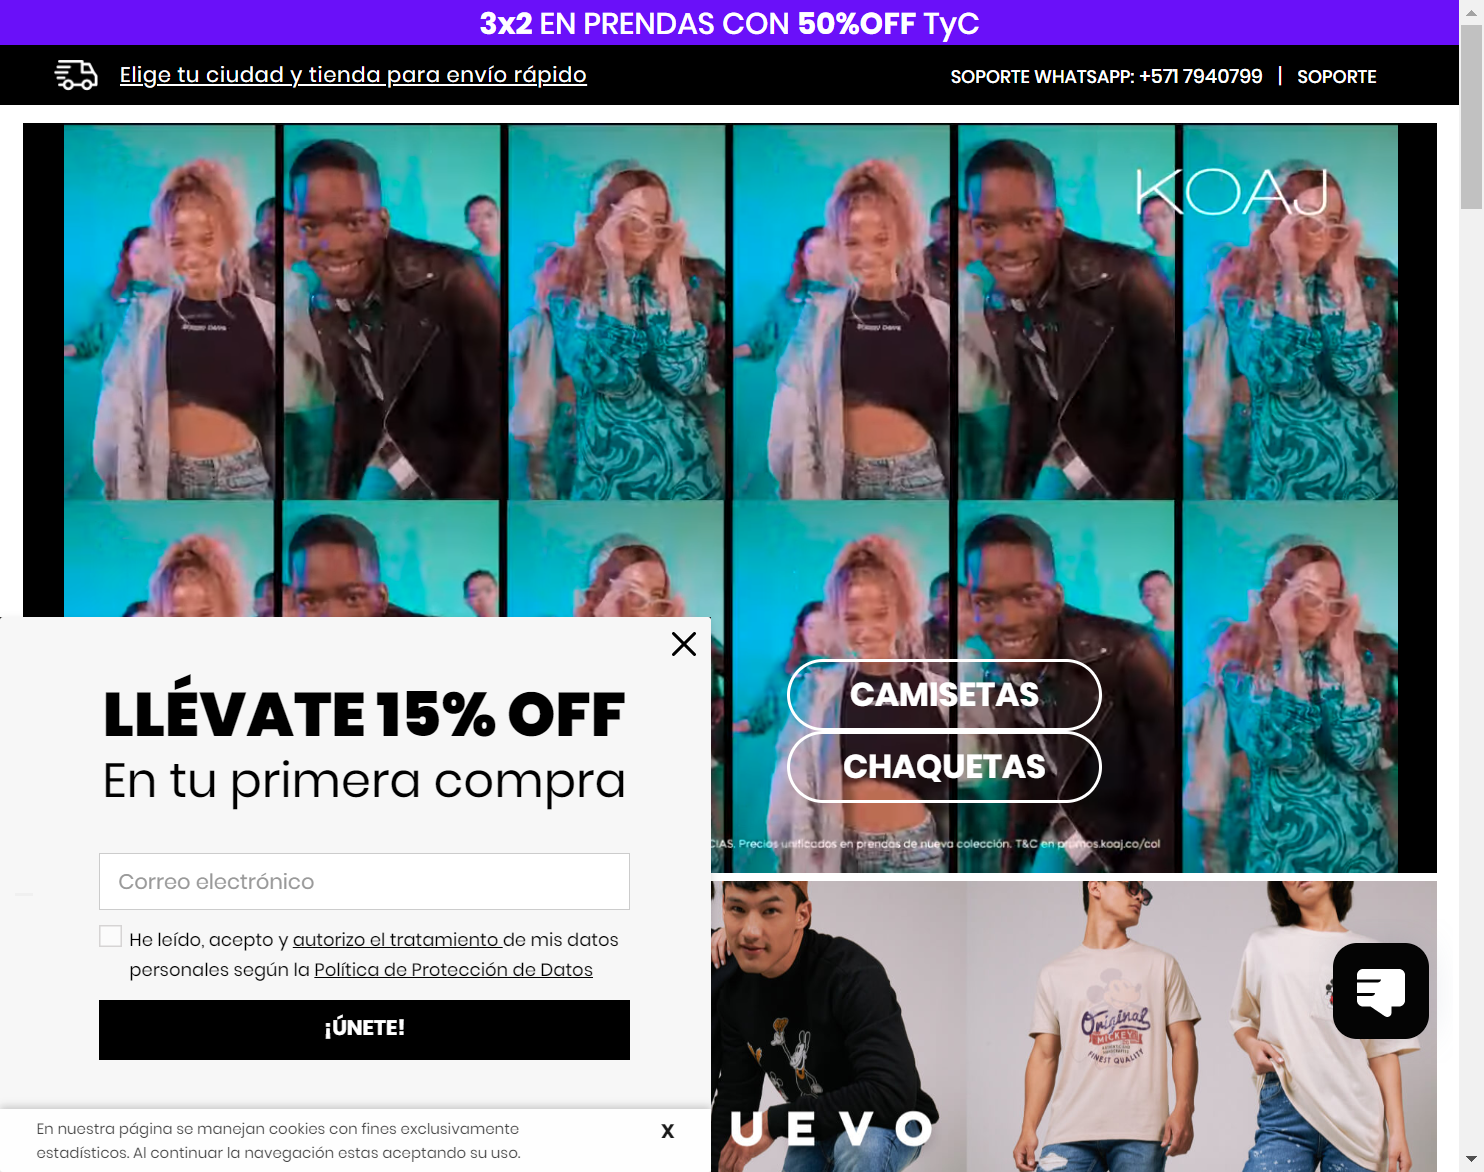 3x2 EN PRENDAS CON 50%OFF TyC
Elige tu ciudad y tienda para envío rápido
SOPORTE WHATSAPP: +571 7940799 | SOPORTE
KOAJ
CAMISETAS
CHAQUETAS
CIAS. Precios unificados en prendas de nueva colección. T&C en promos.koaj.co/col
LLÉVATE 15% OFF
En tu primera compra
Correo electrónico
He leído, acepto y autorizo el tratamiento de mis datos
personales según la Política de Protección de Datos
¡ÚNETE!
Original
MICKEY
FINEST QUALITY
UEVO
En nuestra página se manejan cookies con fines exclusivamente
estadísticos. Al continuar la navegación estas aceptando su uso.
X